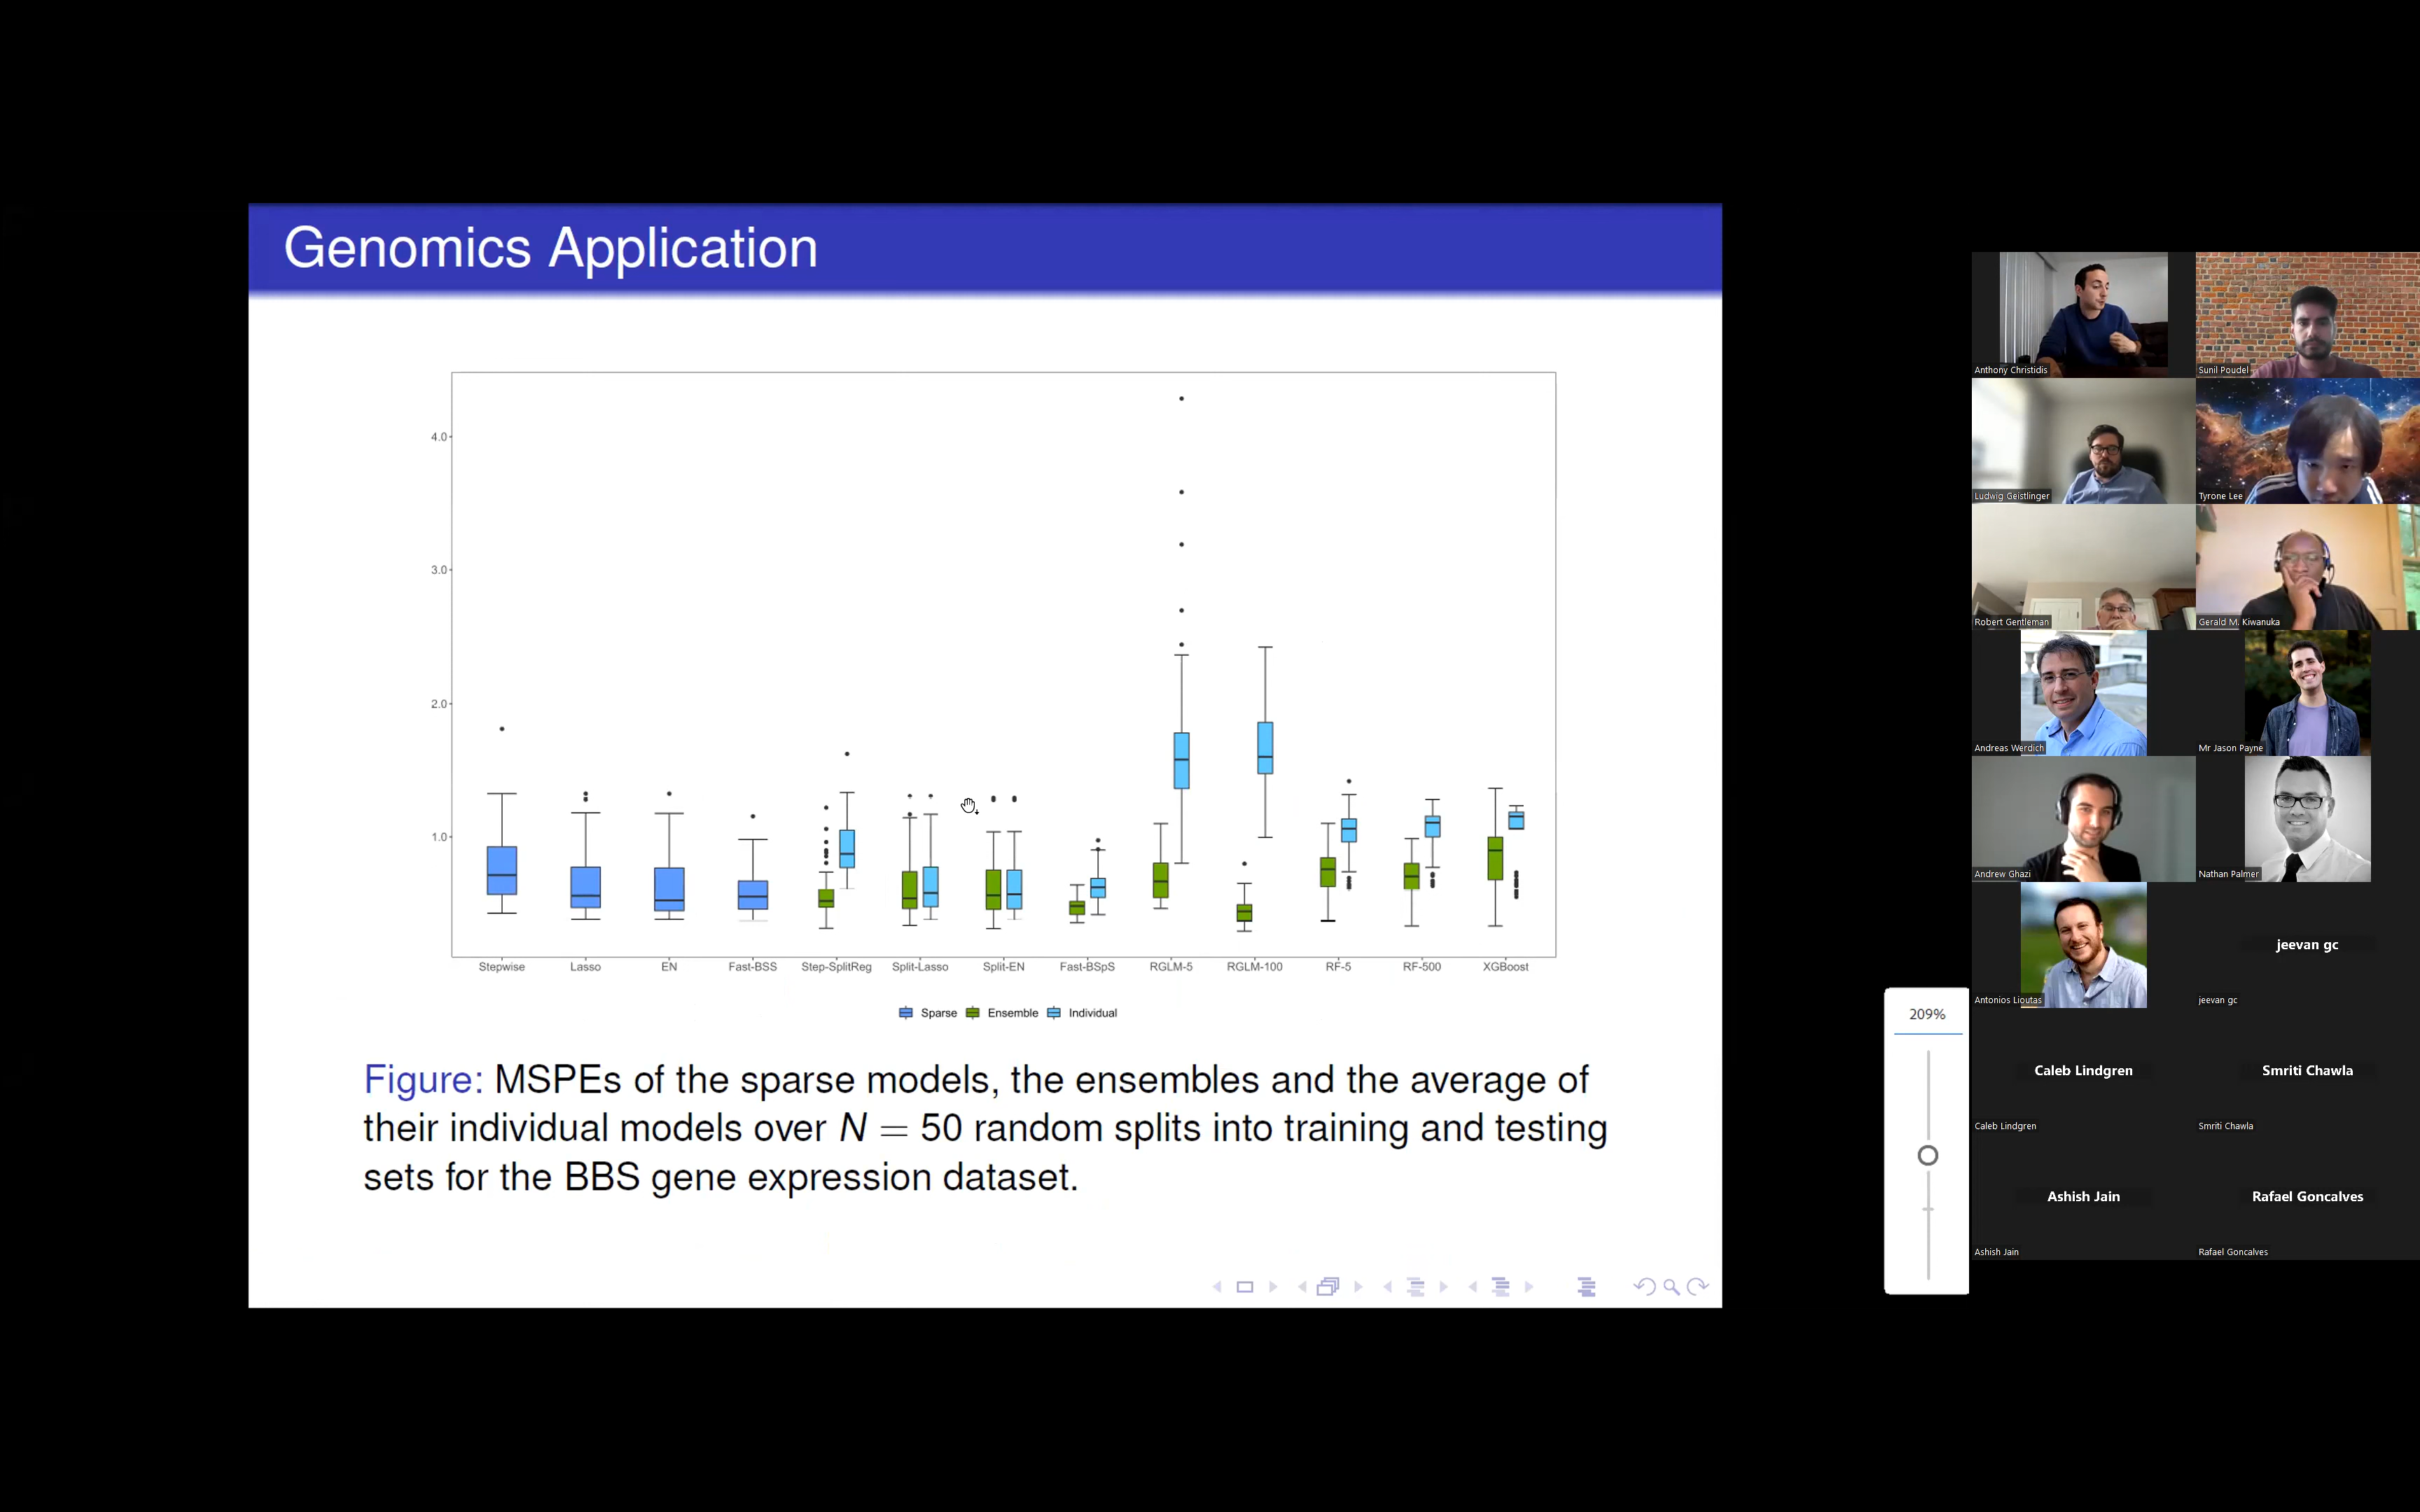 Genomics Application
4.0
3.0
2.0
1.0
Stepwise Lasso EN Fast-BSS Step-SplitReg Split-Lasso Split-EN Fast-BSpS RGLM-5 RGLM-100 RF-5 RF-500 XGBoost
Sparse Ensemble Individual
Figure: MSPEs of the sparse models, the ensembles and the average of
their individual models over N = 50 random splits into training and testing
sets for the BBS gene expression dataset.
209%
Anthony Christidis
Sunil Poudel
Ludwig Geistlinger
Tyrone Lee
Robert Gentleman
Gerald M. Kiwanuka
Andreas Werdich
Mr Jason Payne
Andrew Ghazi
Nathan Palmer
Antonios Lioutas
jeevan gc
jeevan gc
Caleb Lindgren
Caleb Lindgren
Smriti Chawla
Smriti Chawla
Ashish Jain
Ashish Jain
Rafael Goncalves
Rafael Goncalves